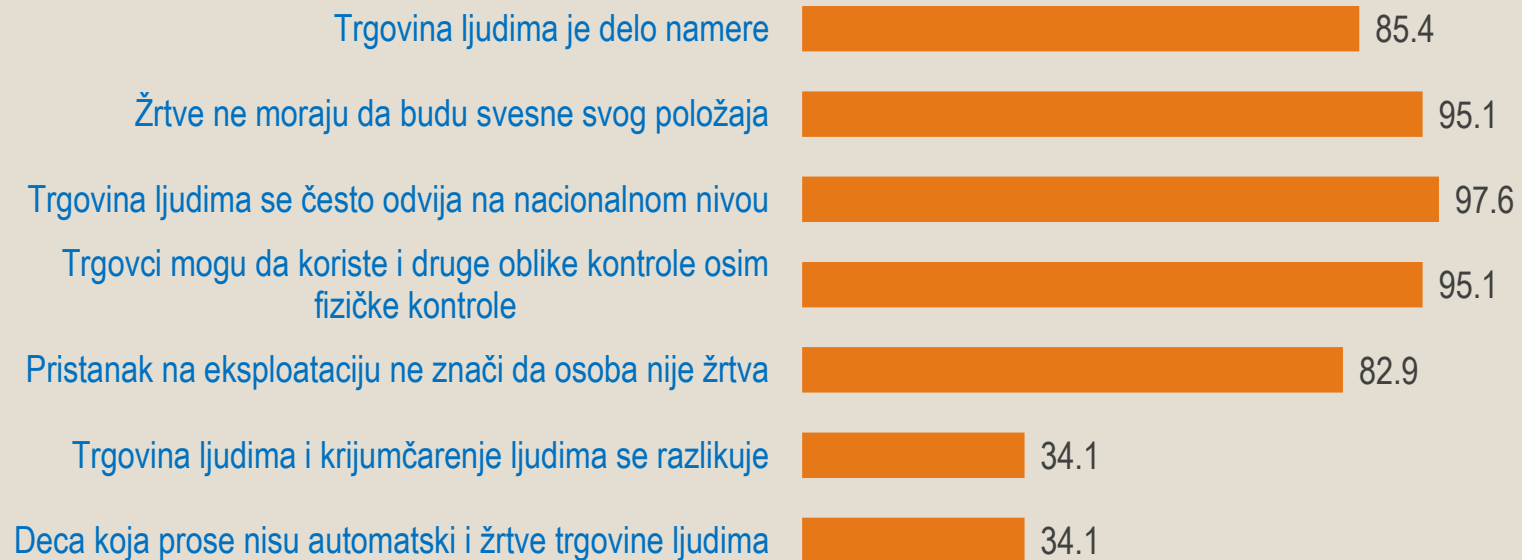 Trgovina ljudima je delo namere 85.4
Žrtve ne moraju da budu svesne svog položaja 95.1
Trgovina ljudima se često odvija na nacionalnom nivou 97.6
Trgovci mogu da koriste i druge oblike kontrole osim
fizičke kontrole 95.1
Pristanak na eksploataciju ne znači da osoba nije žrtva 82.9
Trgovina ljudima i krijumčarenje ljudima se razlikuje 34.1
Deca koja prose nisu automatski i žrtve trgovine ljudima 34.1